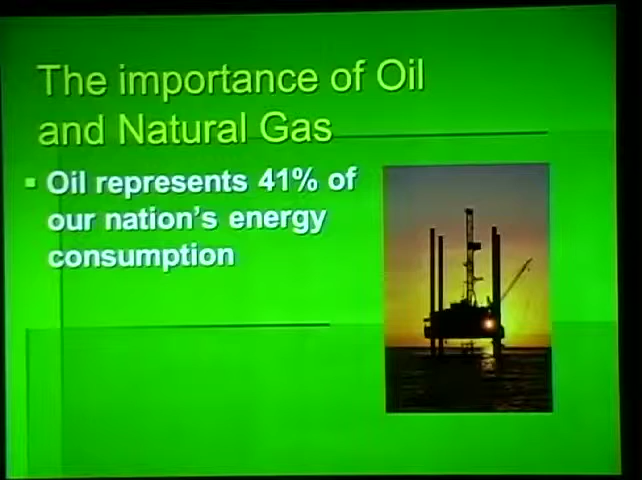 The importance of Oil
and Natural Gas
Oil represents 41% of
our nation's energy
consumption